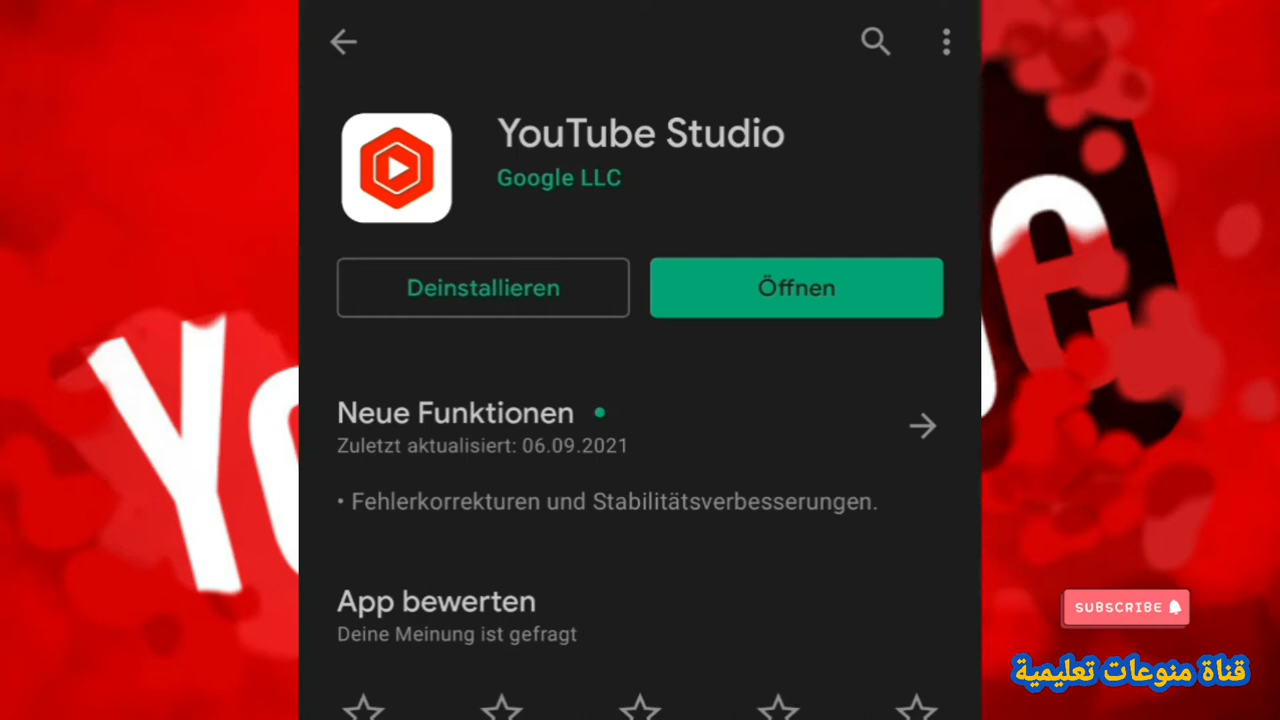 YouTube Studio
Google LLC
Deinstallieren
Öffnen
Neue Funktionen
Zuletzt aktualisiert: 06.09.2021
• Fehlerkorrekturen und Stabilitätsverbesserungen.
App bewerten
Deine Meinung ist gefragt
Yo
e
SUBSCRIBE
قناة منوعات تعليمية